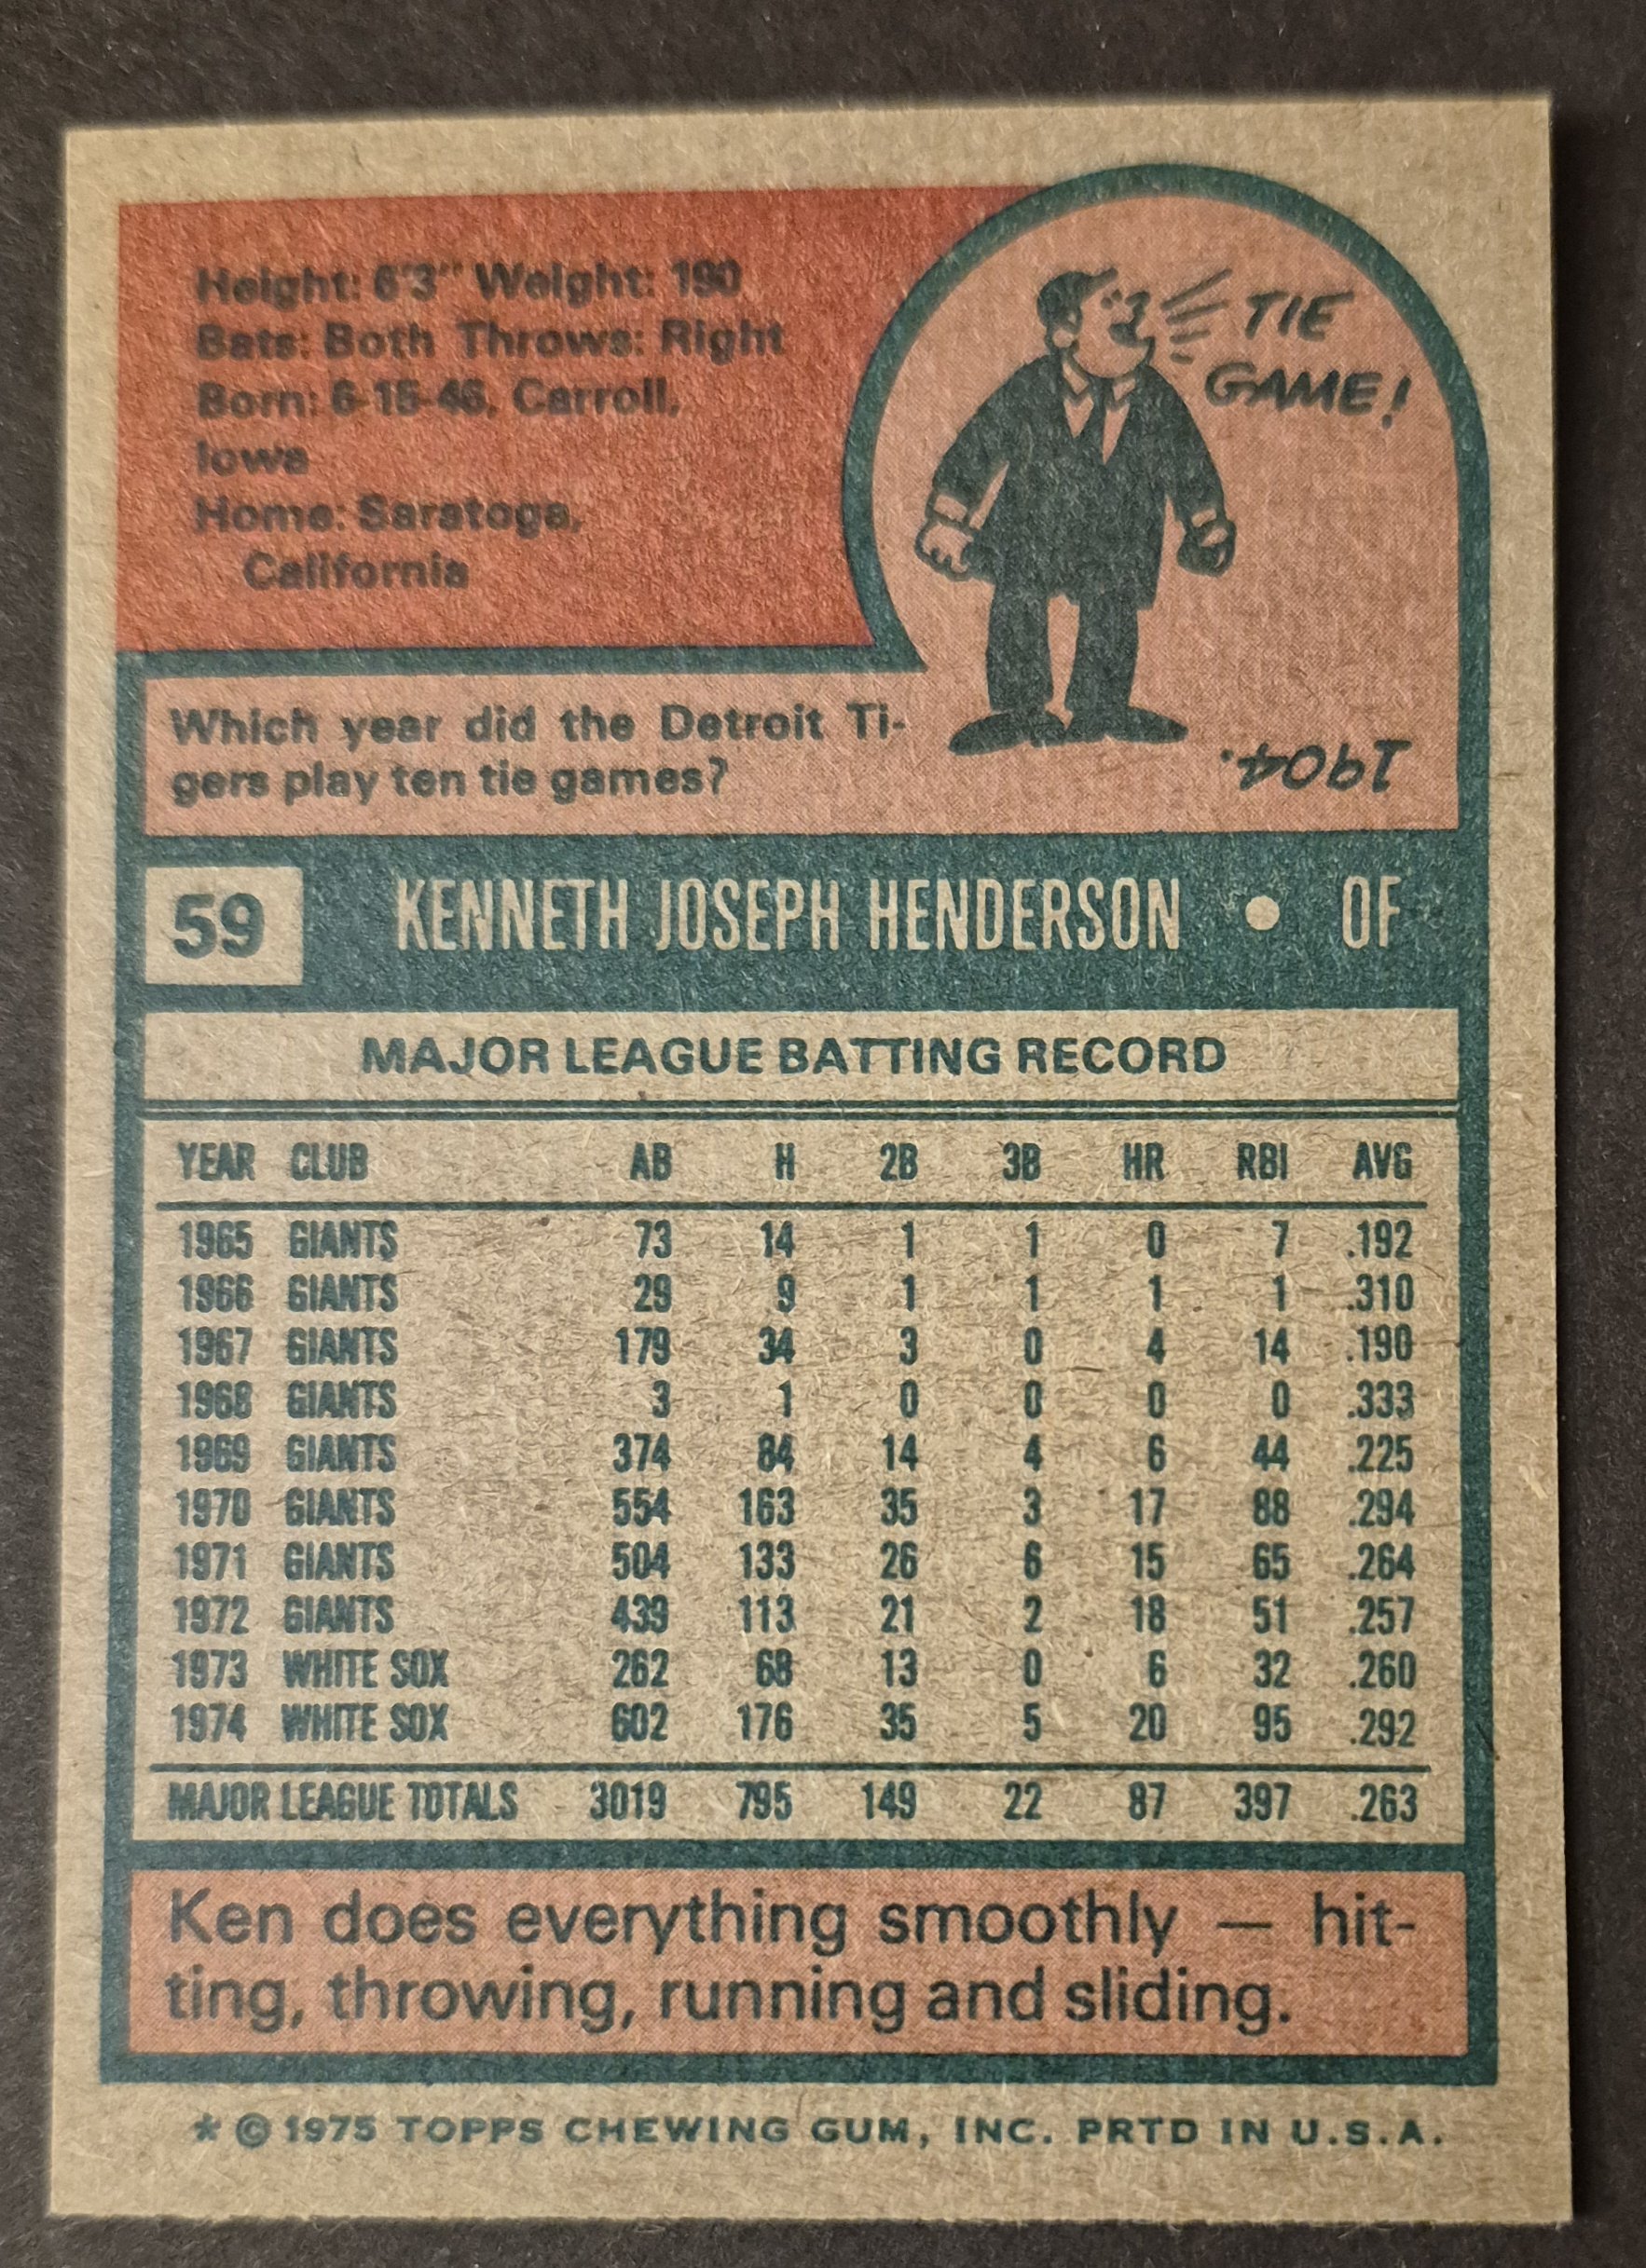 Height: 6'3" Weight: 190
Bats: Both Throws: Right
Born: 6-15-46, Carroll,
Iowa
Home: Saratoga,
California
TIE
GAME!
Which year did the Detroit Ti-
gers play ten tie games?
1904.
59 KENNETH JOSEPH HENDERSON • OF
MAJOR LEAGUE BATTING RECORD
YEAR CLUB AB H 2B 3B HR RBI AVG
1965 GIANTS 73 14 1 1 0 7 .192
1966 GIANTS 29 9 1 1 1 1 .310
1967 GIANTS 179 34 3 0 4 14 .190
1968 GIANTS 3 1 0 0 0 0 .333
1969 GIANTS 374 84 14 4 6 44 .225
1970 GIANTS 554 163 35 3 17 88 .294
1971 GIANTS 504 133 26 6 15 65 .264
1972 GIANTS 439 113 21 2 18 51 .257
1973 WHITE SOX 262 68 13 0 6 32 .260
1974 WHITE SOX 602 176 35 5 20 95 .292
MAJOR LEAGUE TOTALS 3019 795 149 22 87 397 .263
Ken does everything smoothly — hit-
ting, throwing, running and sliding.
* © 1975 TOPPS CHEWING GUM, INC. PRTD IN U.S.A.